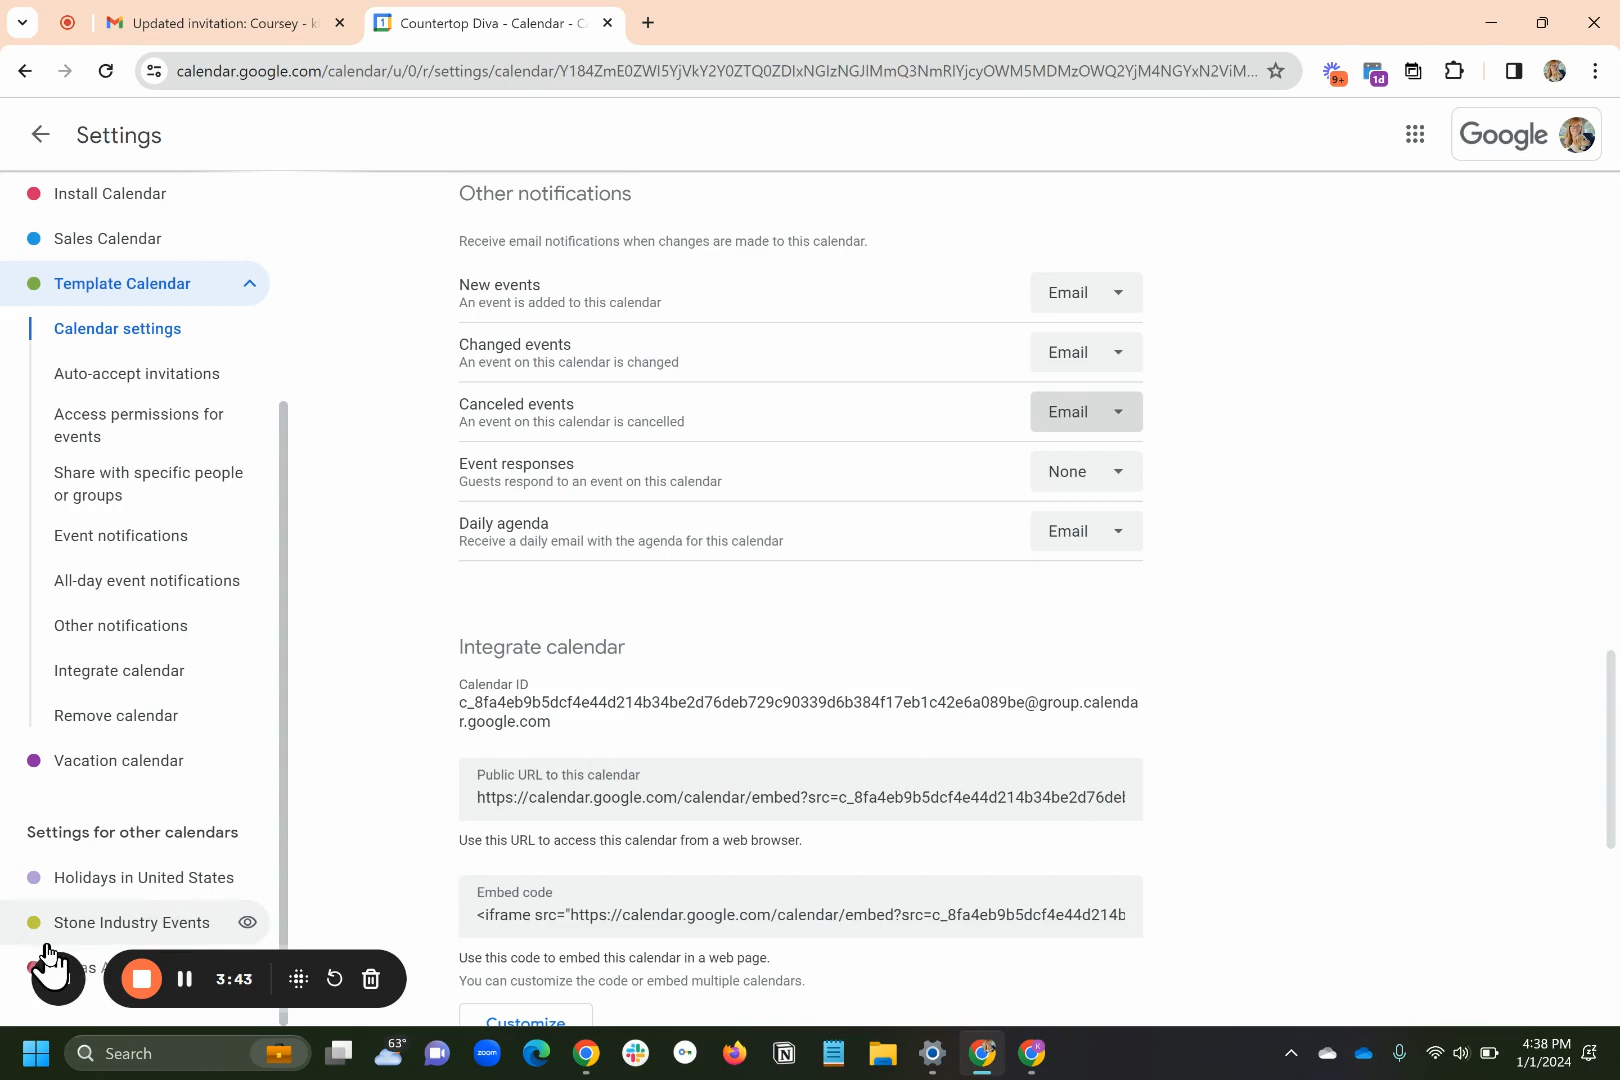 Updated invitation: Coursey - k
Countertop Diva - Calendar - C
calendar.google.com/calendar/u/0/r/settings/calendar/Y184ZmE0ZWI5YjVkY2Y0ZTQ0ZDIxNGIzNGJlMmQ3NmRlYjcyOWM5MDMzOWQ2YjM4NGYxN2ViM...
9+
1d
Settings
Google
Install Calendar
Sales Calendar
Template Calendar
Calendar settings
Auto-accept invitations
Access permissions for
events
Share with specific people
or groups
Event notifications
All-day event notifications
Other notifications
Integrate calendar
Remove calendar
Vacation calendar
Settings for other calendars
Holidays in United States
Stone Industry Events
3:43
Other notifications
Receive email notifications when changes are made to this calendar.
New events
An event is added to this calendar
Email
Changed events
An event on this calendar is changed
Email
Canceled events
An event on this calendar is cancelled
Email
Event responses
Guests respond to an event on this calendar
None
Daily agenda
Receive a daily email with the agenda for this calendar
Email
Integrate calendar
Calendar ID
c_8fa4eb9b5dcf4e44d214b34be2d76deb729c90339d6b384f17eb1c42e6a089be@group.calenda
r.google.com
Public URL to this calendar
https://calendar.google.com/calendar/embed?src=c_8fa4eb9b5dcf4e44d214b34be2d76deb
Use this URL to access this calendar from a web browser.
Embed code
<iframe src="https://calendar.google.com/calendar/embed?src=c_8fa4eb9b5dcf4e44d214b
Use this code to embed this calendar in a web page.
You can customize the code or embed multiple calendars.
Customize
Search
63°
zoom
4:38 PM
1/1/2024